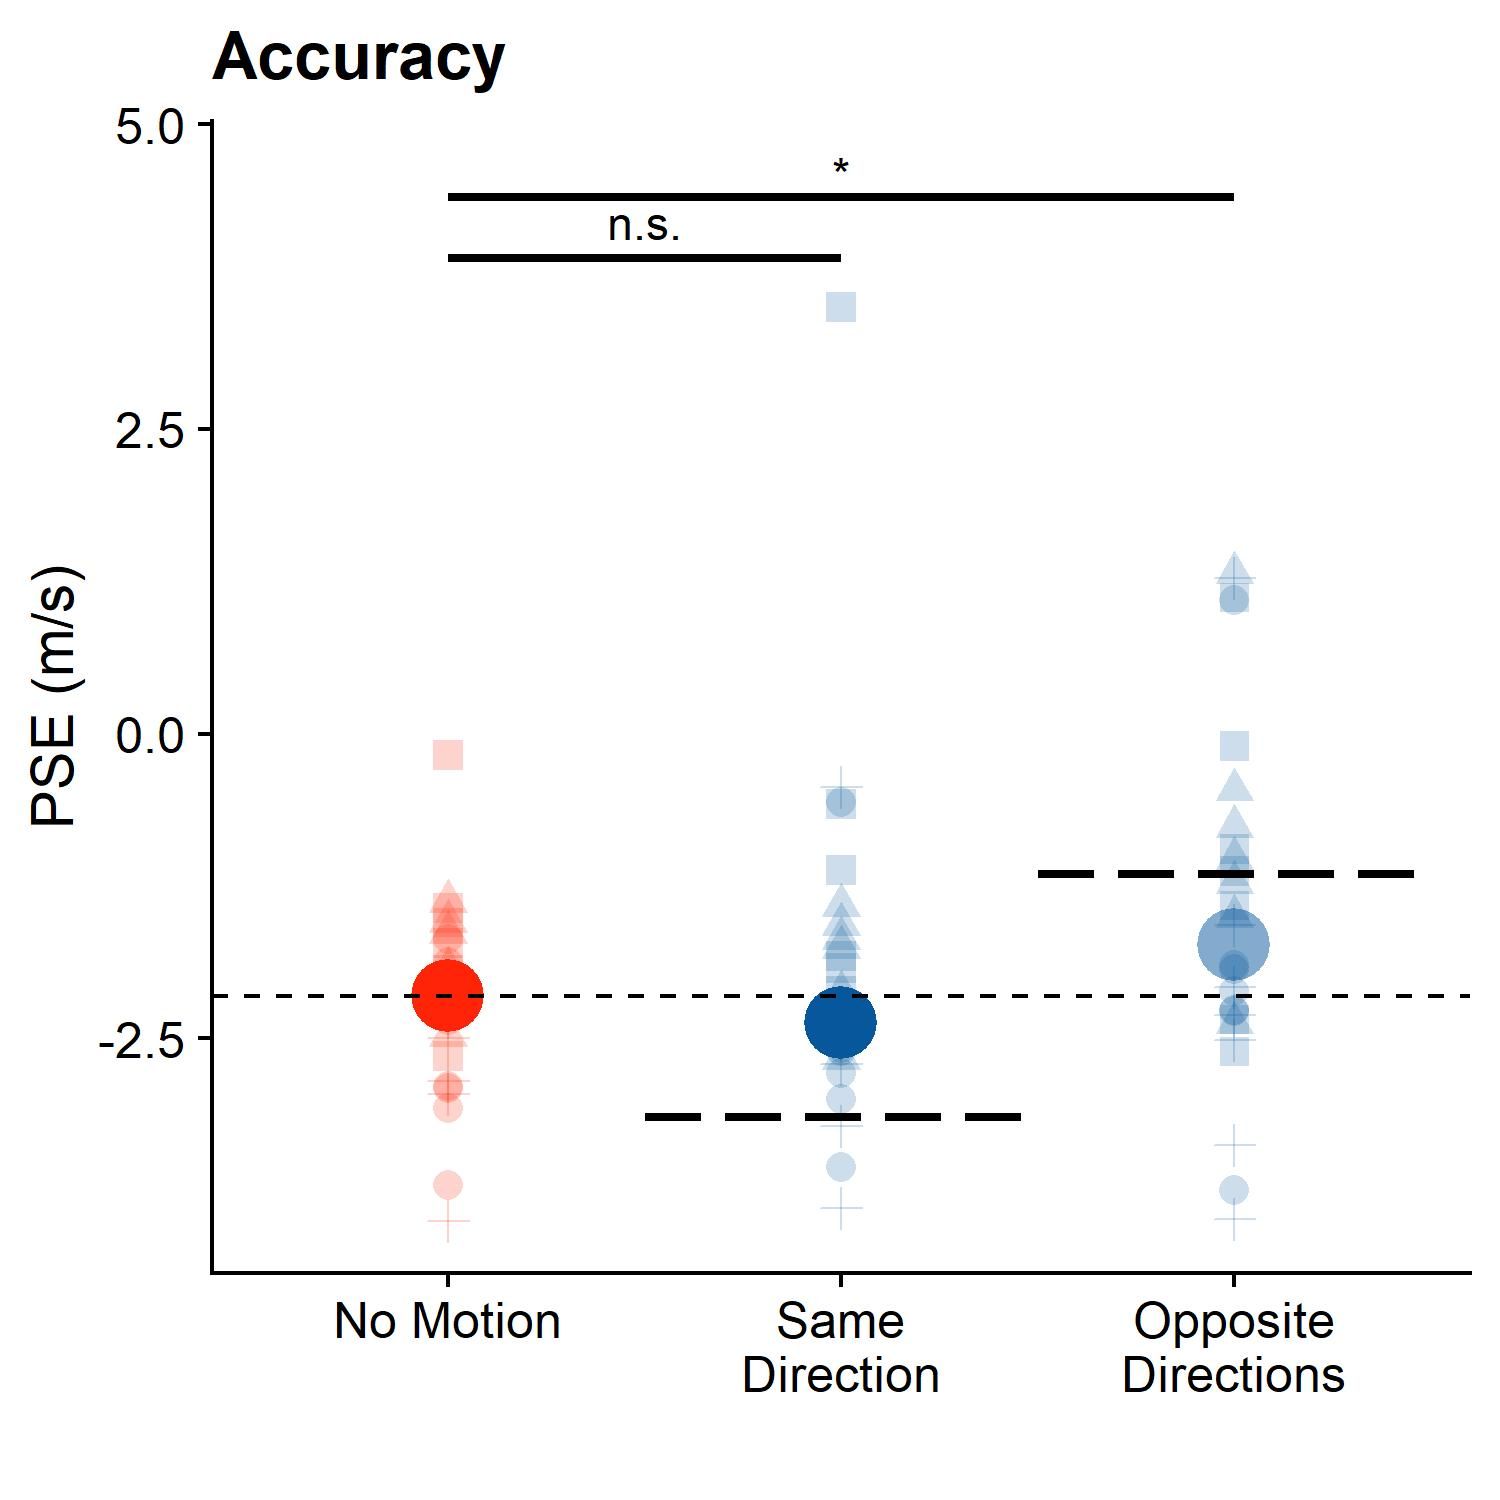 Accuracy
5.0
*
n.s.
2.5
0.0
-2.5
PSE (m/s)
No Motion
Same
Direction
Opposite
Directions